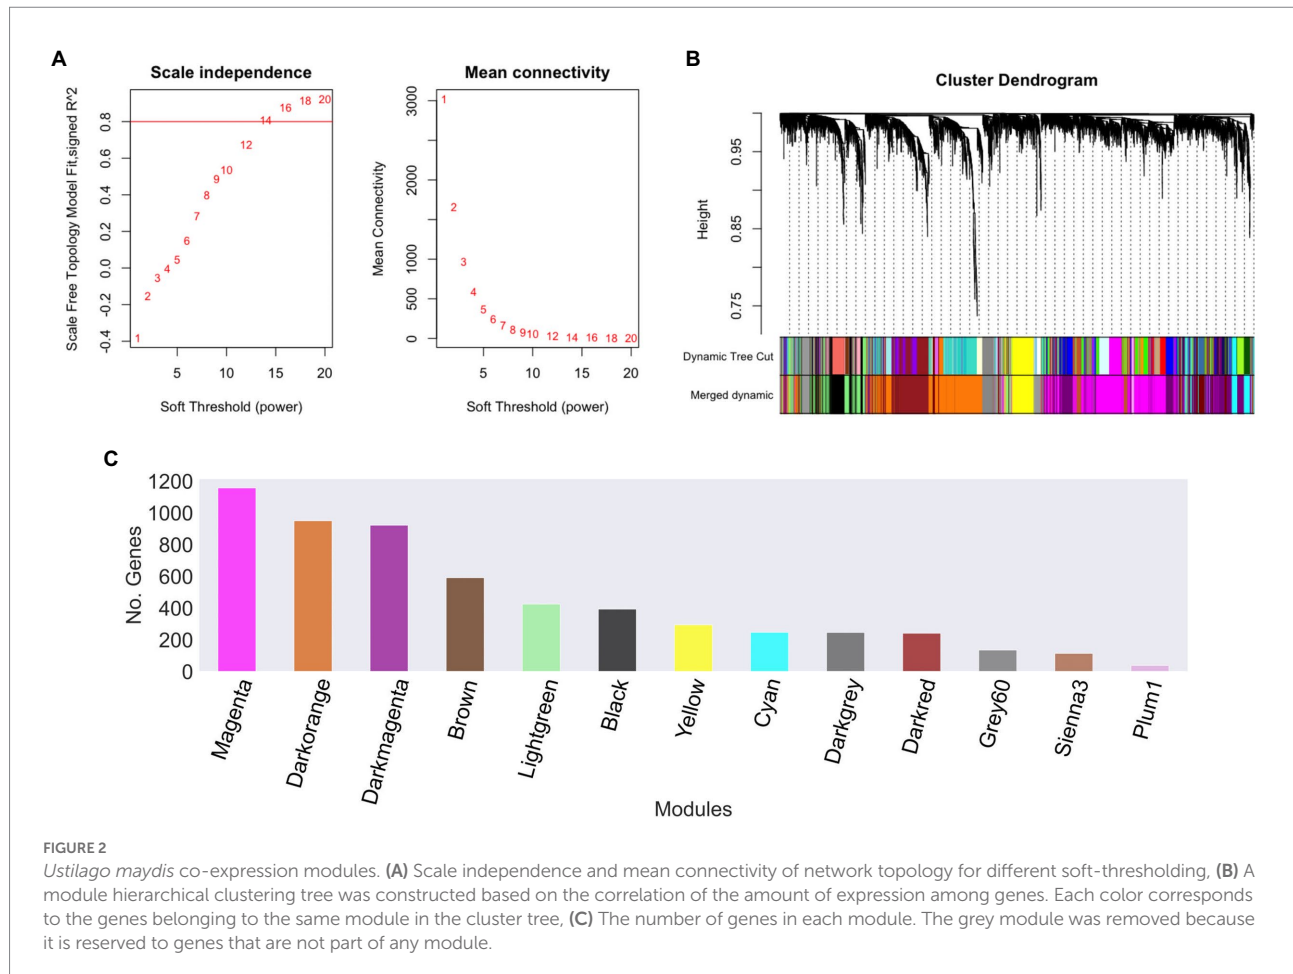 A
Scale independence
Scale Free Topology Model Fit,signed R^2
-0.4
-0.2
0.0
0.2
0.4
0.6
0.8
1
2
3
4
5
6
7
8
9
10
12
14
16
18
20
5
10
15
20
Soft Threshold (power)
Mean connectivity
Mean Connectivity
0
500
1000
2000
3000
1
2
3
4
5
6
7
8
9
10
12
14
16
18
20
5
10
15
20
Soft Threshold (power)
B
Cluster Dendrogram
Height
0.75
0.85
0.95
Dynamic Tree Cut
Merged dynamic
C
No. Genes
1200
1000
800
600
400
200
0
Magenta
Darkorange
Darkmagenta
Brown
Lightgreen
Black
Yellow
Cyan
Darkgrey
Darkred
Grey60
Sienna3
Plum1
Modules
FIGURE 2
Ustilago maydis co-expression modules. (A) Scale independence and mean connectivity of network topology for different soft-thresholding, (B) A
module hierarchical clustering tree was constructed based on the correlation of the amount of expression among genes. Each color corresponds
to the genes belonging to the same module in the cluster tree, (C) The number of genes in each module. The grey module was removed because
it is reserved to genes that are not part of any module.